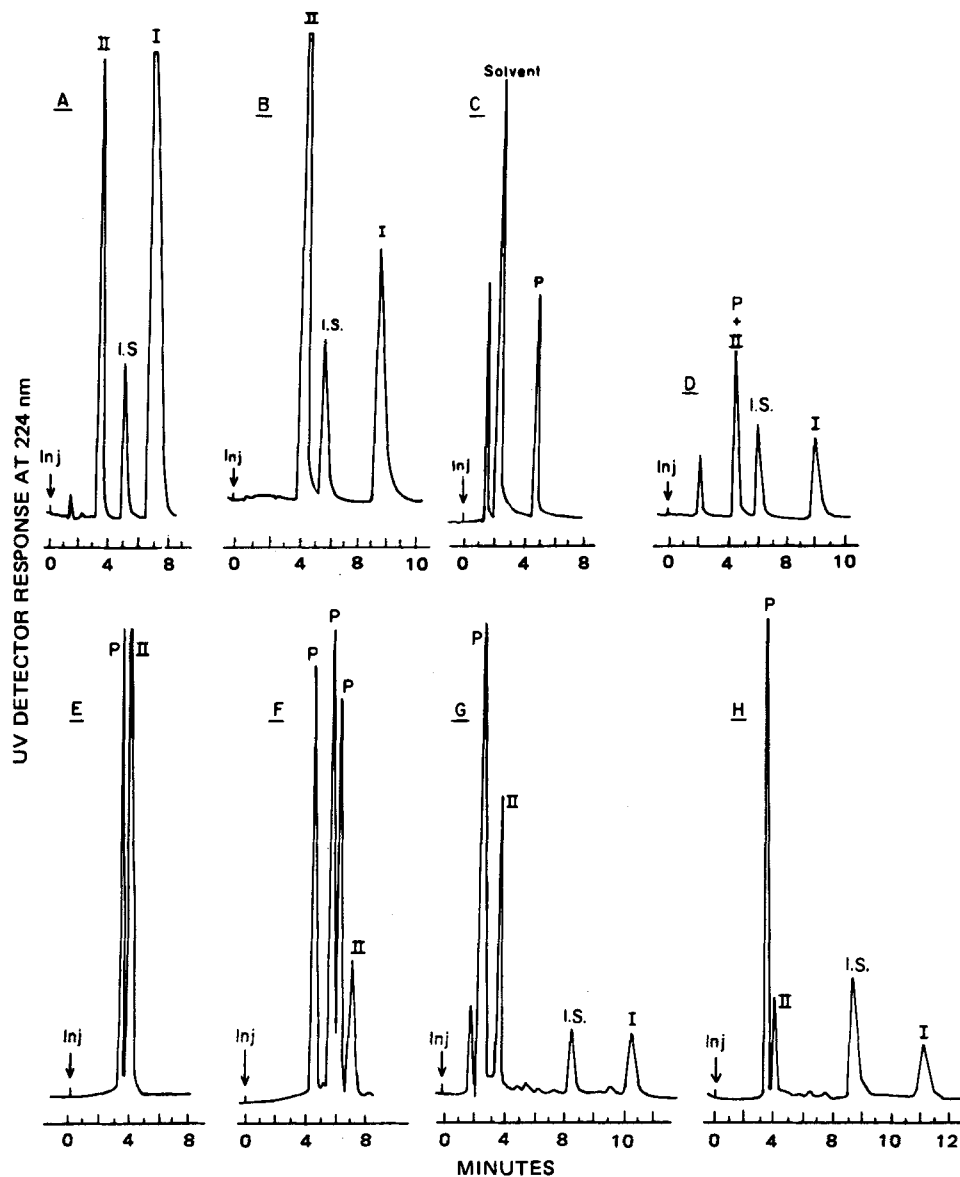 UV DETECTOR RESPONSE AT 224 nm
A
Inj
II
I.S
I
0 4 8
B
Inj
II
I.S.
I
0 4 6 8 10
C
Inj
Solvent
P
0 4 8
D
Inj
P
+
II
I.S.
I
0 4 8 10
E
Inj
P II
0 4 8
F
Inj
P
P
P
II
0 4 8
G
Inj
P
II
I.S.
I
0 4 8 10
H
Inj
P
II
I.S.
I
0 4 8 12
MINUTES